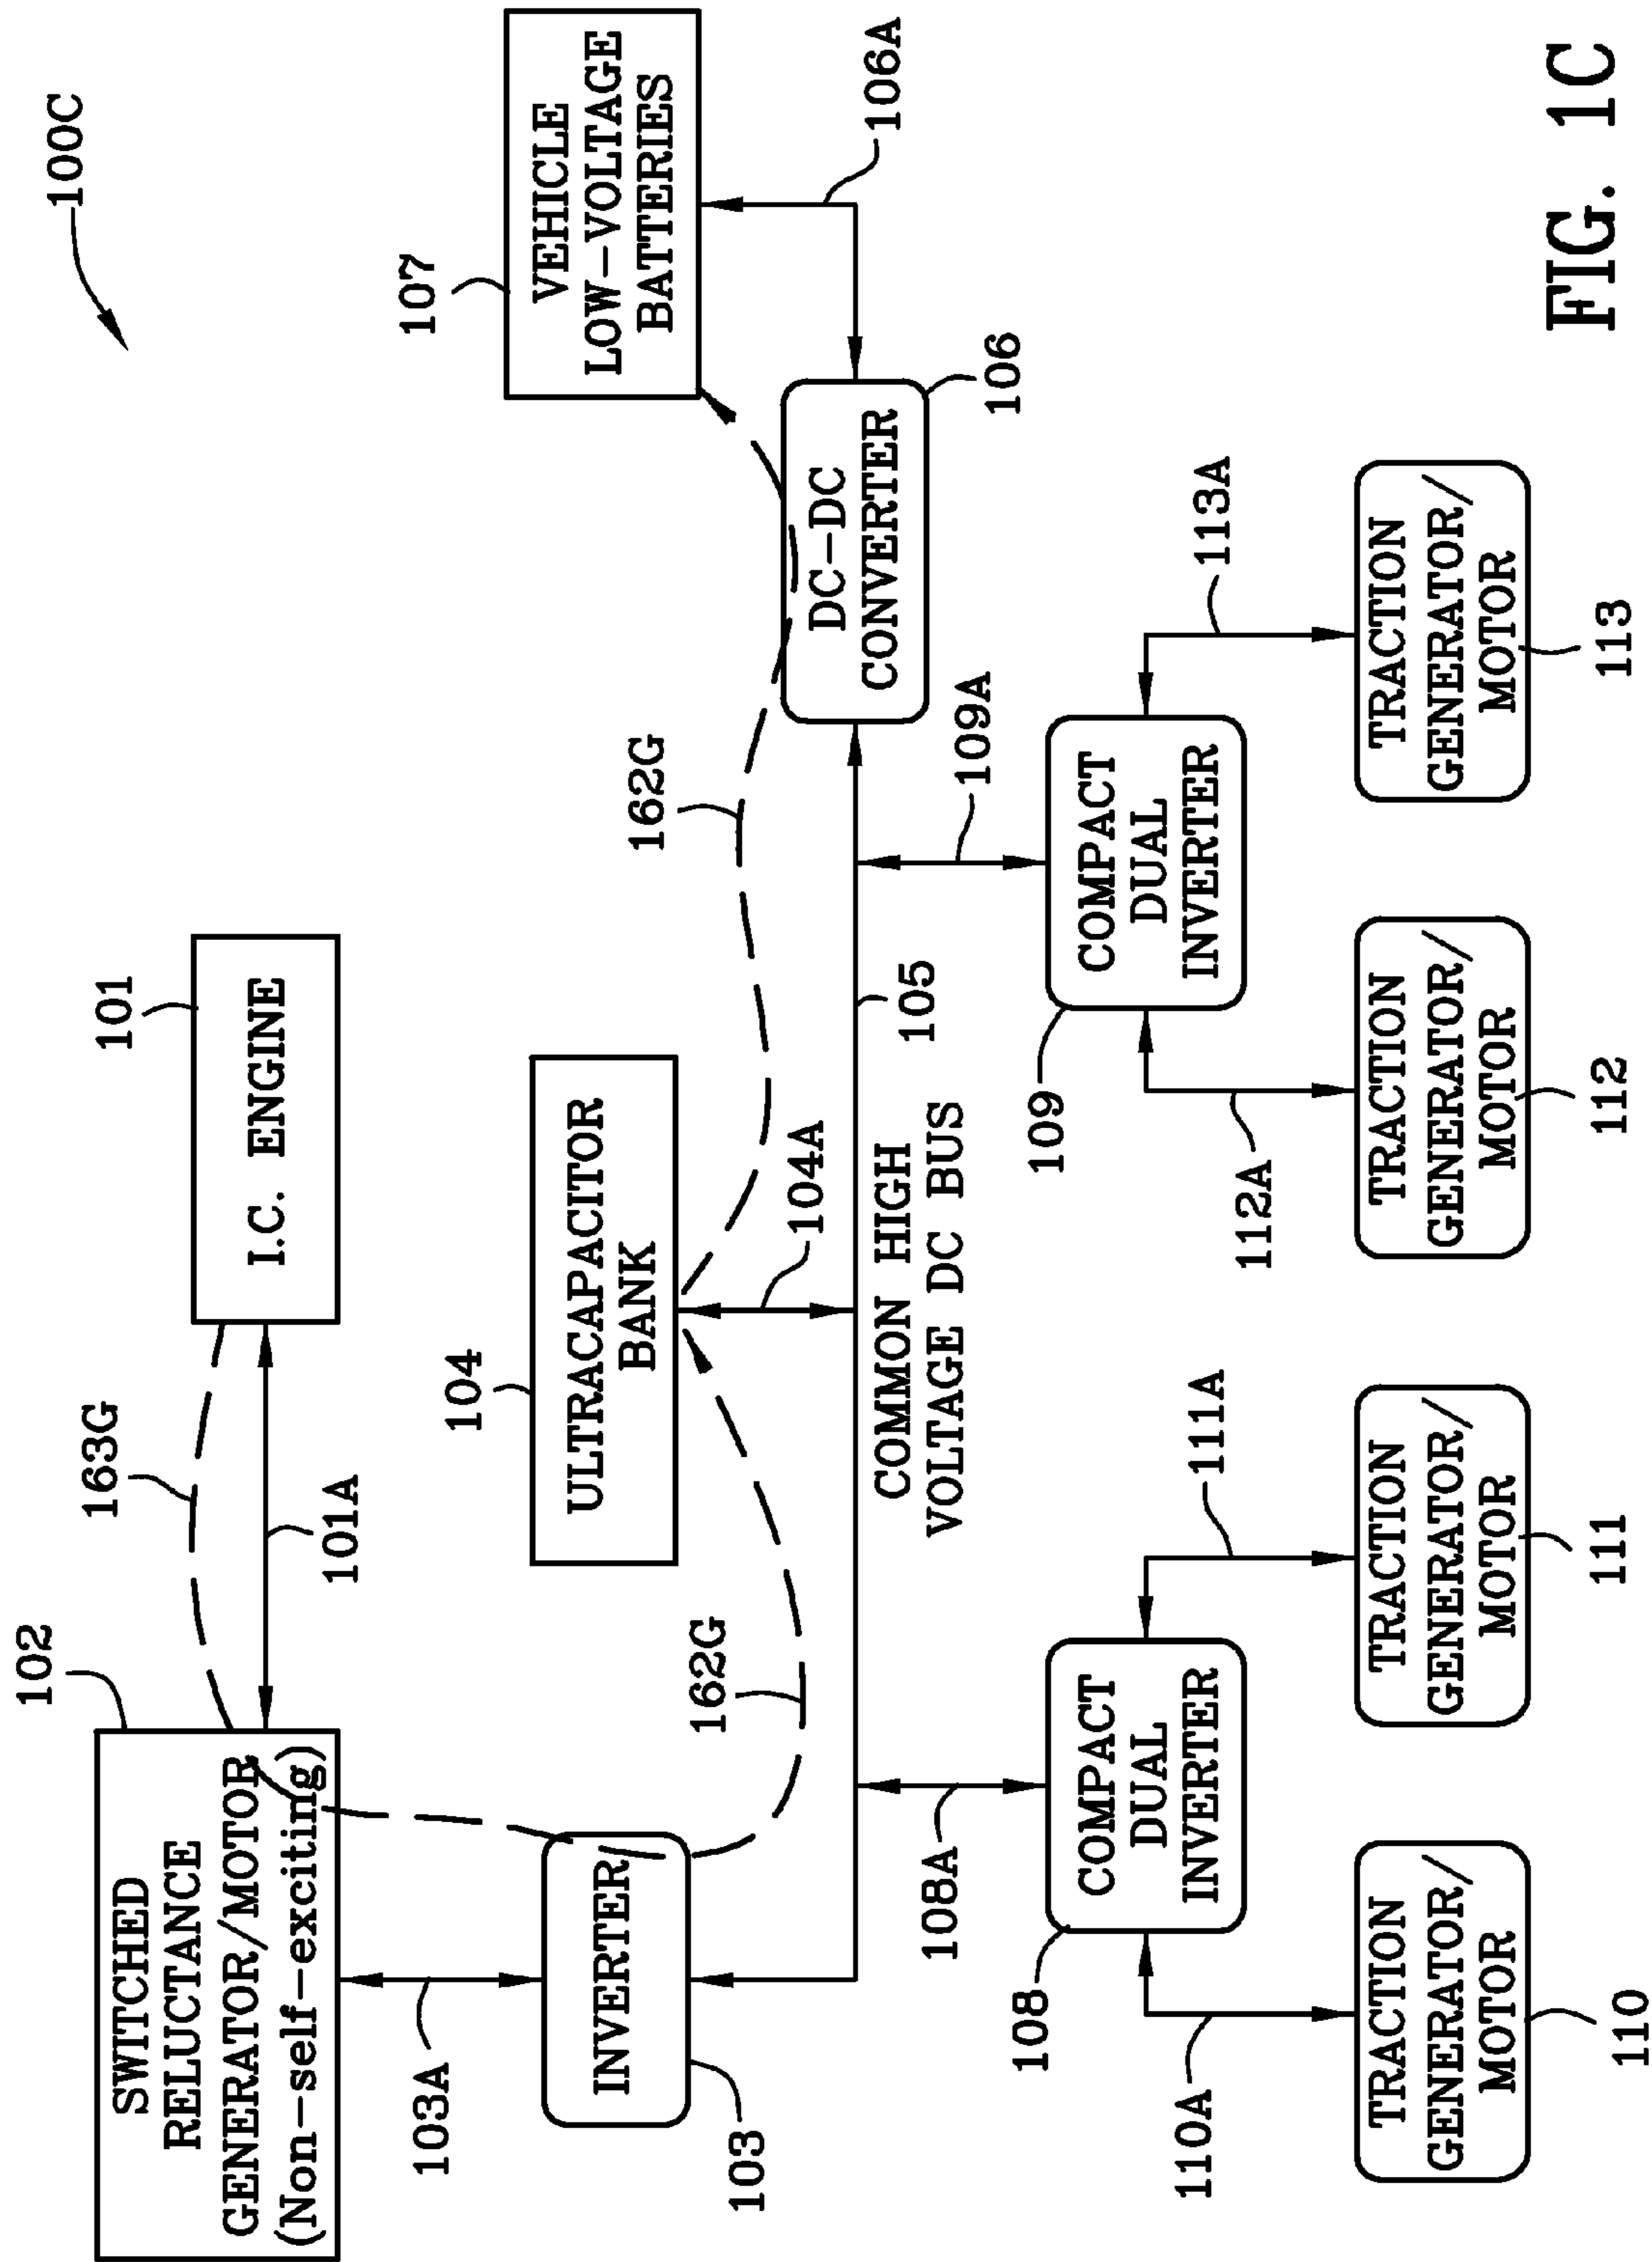 100C
102
SWITCHED
RELUCTANCE
GENERATOR/MOTOR
(Non-self-exciting)
163G
101A
101
I.C. ENGINE
103A
INVERTER
103
162G
104
ULTRACAPACITOR
BANK
104A
162G
107
VEHICLE
LOW-VOLTAGE
BATTERIES
106A
DC-DC
CONVERTER
106
COMMON HIGH
VOLTAGE DC BUS
105
108A
109A
108
COMPACT
DUAL
INVERTER
109
COMPACT
DUAL
INVERTER
110A
111A
112A
113A
TRACTION
GENERATOR/
MOTOR
110
TRACTION
GENERATOR/
MOTOR
111
TRACTION
GENERATOR/
MOTOR
112
TRACTION
GENERATOR/
MOTOR
113
FIG. 1C